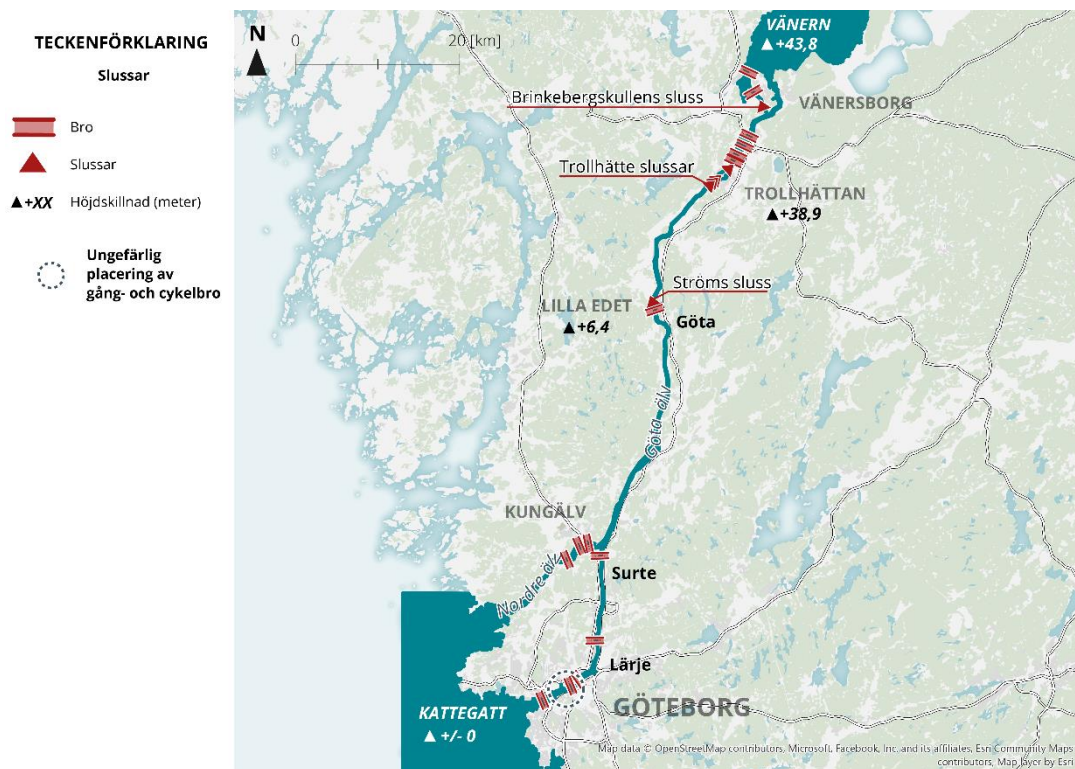 TECKENFÖRKLARING
Slussar
Bro
Slussar
▲+XX Höjdskillnad (meter)
Ungefärlig
placering av
gång- och cykelbro
N
0 20 [km]
VÄNERN
▲ +43,8
Brinkebergskullens sluss
VÄNERSBORG
Trollhätte slussar
TROLLHÄTTAN
▲+38,9
Ströms sluss
LILLA EDET
▲+6,4
Göta
Göta älv
KUNGÄLV
Surte
Nordre älv
Lärje
GÖTEBORG
KATTEGATT
▲ +/- 0
Map data © OpenStreetMap contributors, Microsoft, Facebook, Inc. and its affiliates, Esri Community Maps
contributors, Map layer by Esri